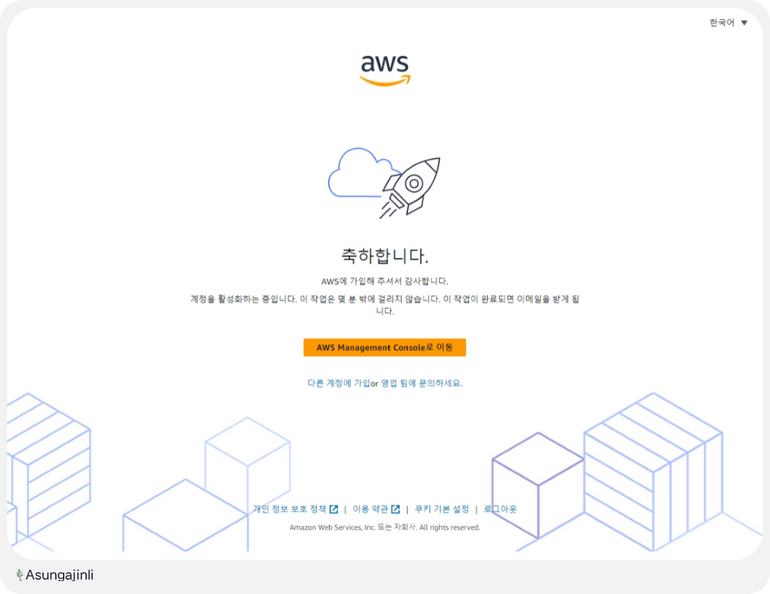 한국어 ▼
aws
축하합니다.
AWS에 가입해 주셔서 감사합니다.
계정을 활성화하는 중입니다. 이 작업은 몇 분 밖에 걸리지 않습니다. 이 작업이 완료되면 이메일을 받게 됩
니다.
AWS Management Console로 이동
다른 계정에 가입or 영업 팀에 문의하세요.
개인 정보 보호 정책 | 이용 약관 | 쿠키 기본 설정 | 로그아웃
Amazon Web Services, Inc. 또는 자회사. All rights reserved.
Asungajinli